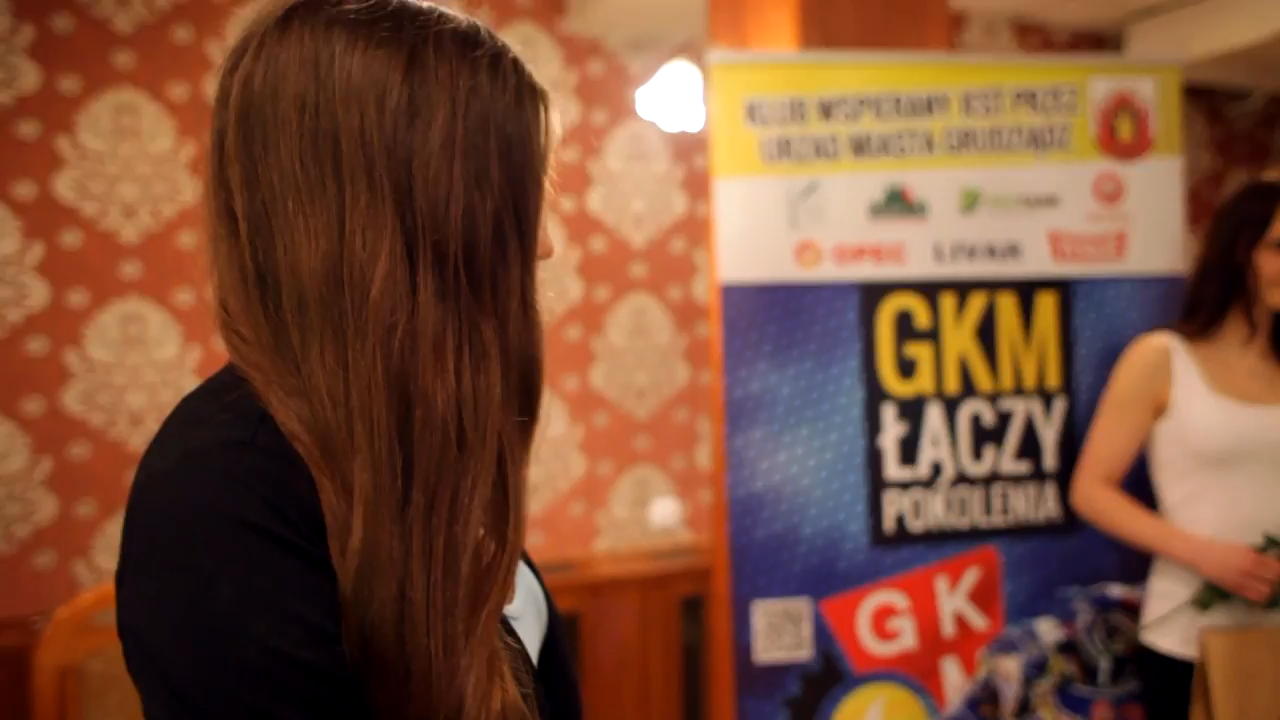 KLUB WSPIERANY JEST PRZEZ
URZĄD MIASTA GRUDZIĄDZ
OPEC
GKM
ŁĄCZY
POKOLENIA
GK
M